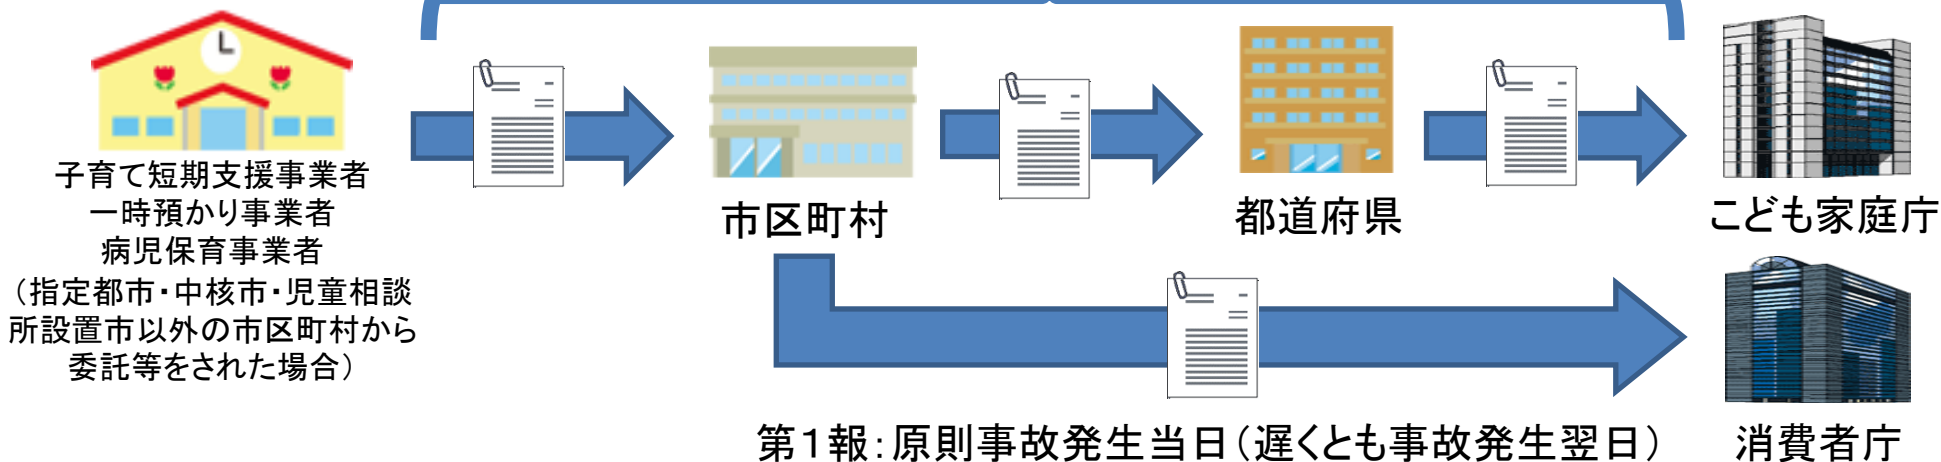 子育て短期支援事業者
一時預かり事業者
病児保育事業者
（指定都市・中核市・児童相談
所設置市以外の市区町村から
委託等をされた場合）
市区町村
都道府県
こども家庭庁
第１報：原則事故発生当日（遅くとも事故発生翌日）
消費者庁